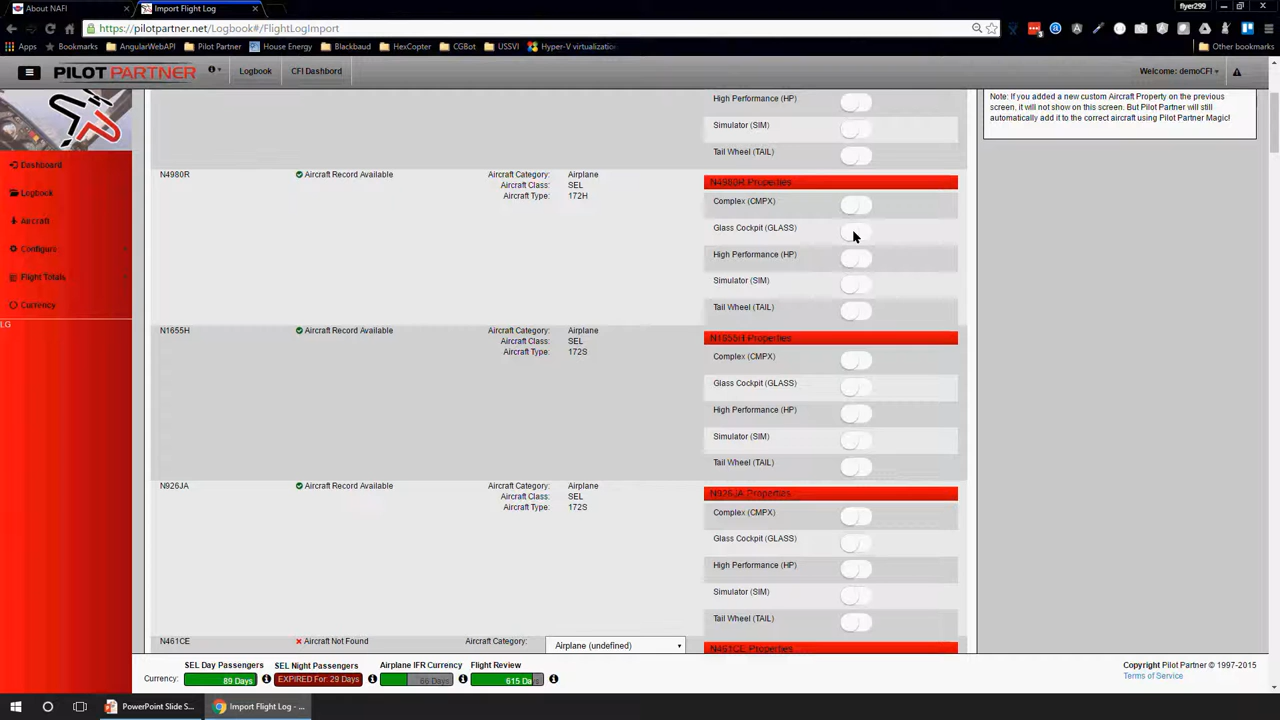 About NAFI
Import Flight Log
flyer299
https://pilotpartner.net/Logbook#/FlightLogImport
Apps
Bookmarks
AngularWebAPI
Pilot Partner
House Energy
Blackbaud
HexCopter
CGBot
USSVI
Hyper-V virtualization
Other bookmarks
PILOT PARTNER
Logbook
CFI Dashbord
Welcome: demoCFI
Dashboard
Logbook
Aircraft
Configure
Flight Totals
Currency
LG
High Performance (HP)
Simulator (SIM)
Tail Wheel (TAIL)
Note: If you added a new custom Aircraft Property on the previous
screen, it will not show on this screen. But Pilot Partner will still
automatically add it to the correct aircraft using Pilot Partner Magic!
N4980R
Aircraft Record Available
Aircraft Category: Airplane
Aircraft Class: SEL
Aircraft Type: 172H
N4980R Properties
Complex (CMPX)
Glass Cockpit (GLASS)
High Performance (HP)
Simulator (SIM)
Tail Wheel (TAIL)
N1655H
Aircraft Record Available
Aircraft Category: Airplane
Aircraft Class: SEL
Aircraft Type: 172S
N1655H Properties
Complex (CMPX)
Glass Cockpit (GLASS)
High Performance (HP)
Simulator (SIM)
Tail Wheel (TAIL)
N926JA
Aircraft Record Available
Aircraft Category: Airplane
Aircraft Class: SEL
Aircraft Type: 172S
N926JA Properties
Complex (CMPX)
Glass Cockpit (GLASS)
High Performance (HP)
Simulator (SIM)
Tail Wheel (TAIL)
N461CE
Aircraft Not Found
Aircraft Category: Airplane (undefined)
N461CE Properties
Currency:
SEL Day Passengers
89 Days
SEL Night Passengers
EXPIRED For: 29 Days
Airplane IFR Currency
66 Days
Flight Review
615 Days
Copyright Pilot Partner © 1997-2015
Terms of Service
PowerPoint Slide S...
Import Flight Log - ...